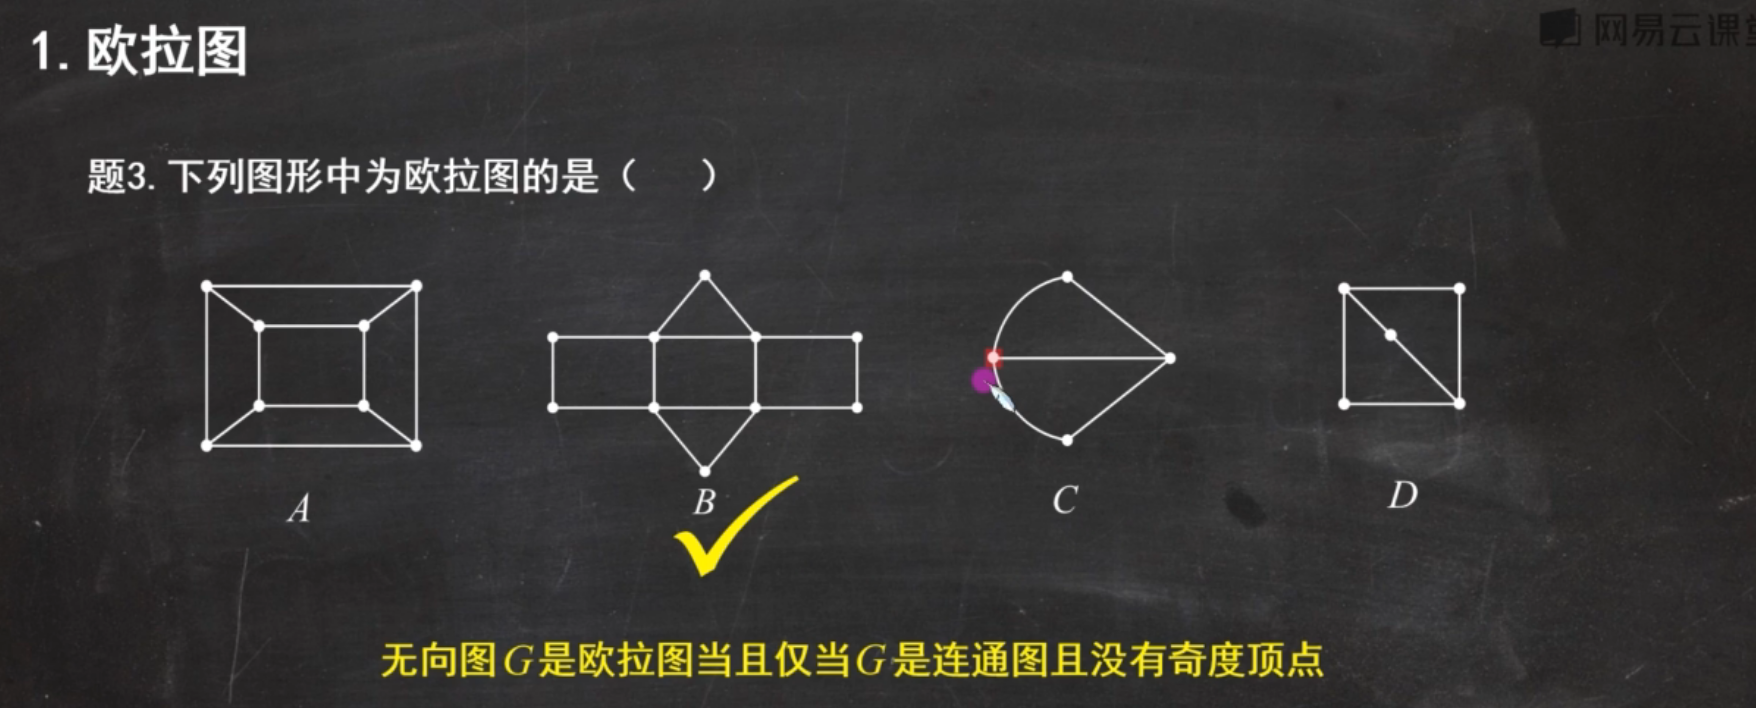 网易云课堂
1.欧拉图
题3.下列图形中为欧拉图的是（ ）
A B C D
无向图G是欧拉图当且仅当G是连通图且没有奇度顶点